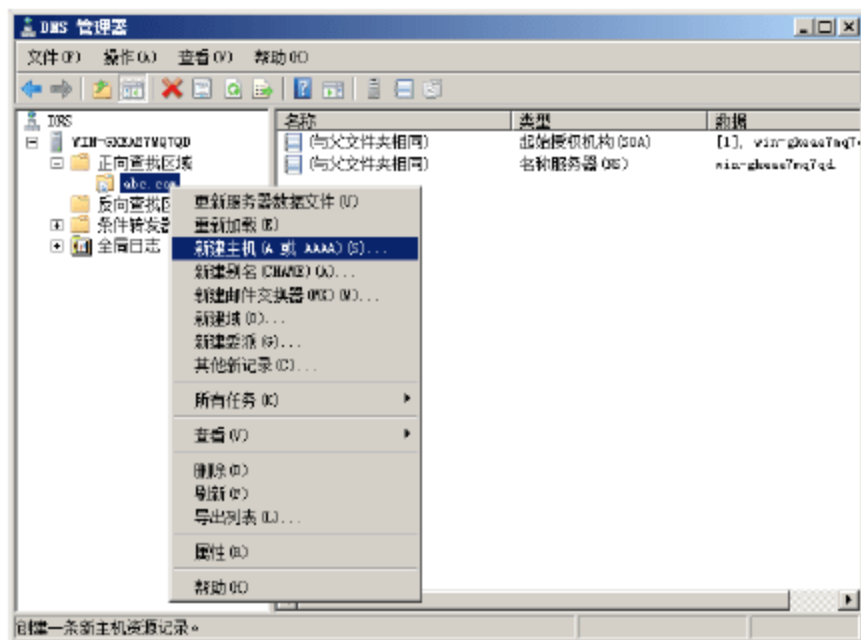 DNS 管理器
文件(F) 操作(A) 查看(V) 帮助(H)
DNS
正向查找区域
abc.com
反向查找区
条件转发器
全局日志
名称 类型 数据
(与父文件夹相同) 起始授权机构(SOA) [1],
(与父文件夹相同) 名称服务器(NS)
更新服务器数据文件(U)
重新加载(E)
新建主机(A 或 AAAA)(S)...
新建别名(CNAME)(A)...
新建邮件交换器(MX)(M)...
新建域(O)...
新建委派(G)...
其他新记录(C)...
所有任务(K)
查看(V)
删除(D)
刷新(F)
导出列表(L)...
属性(R)
帮助(H)
创建一条新主机资源记录。